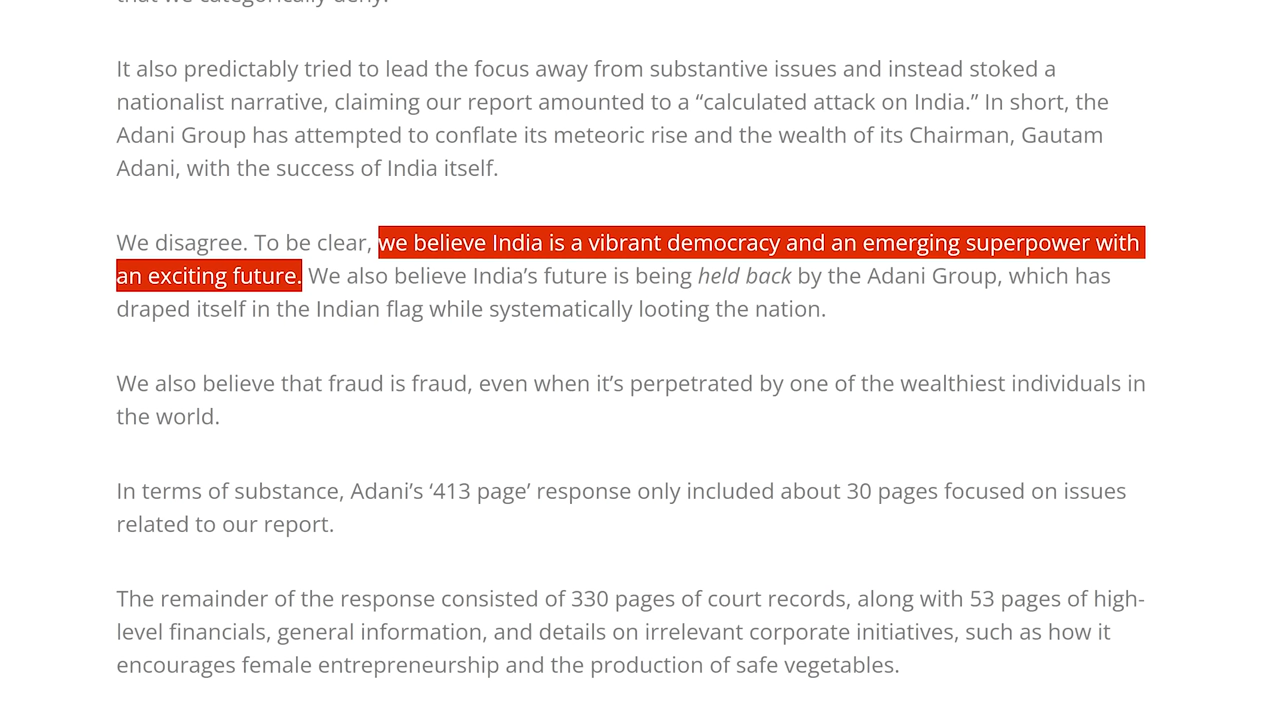 that we categorically deny.
It also predictably tried to lead the focus away from substantive issues and instead stoked a
nationalist narrative, claiming our report amounted to a “calculated attack on India.” In short, the
Adani Group has attempted to conflate its meteoric rise and the wealth of its Chairman, Gautam
Adani, with the success of India itself.
We disagree. To be clear, we believe India is a vibrant democracy and an emerging superpower with
an exciting future. We also believe India’s future is being held back by the Adani Group, which has
draped itself in the Indian flag while systematically looting the nation.
We also believe that fraud is fraud, even when it’s perpetrated by one of the wealthiest individuals in
the world.
In terms of substance, Adani’s ‘413 page’ response only included about 30 pages focused on issues
related to our report.
The remainder of the response consisted of 330 pages of court records, along with 53 pages of high-
level financials, general information, and details on irrelevant corporate initiatives, such as how it
encourages female entrepreneurship and the production of safe vegetables.